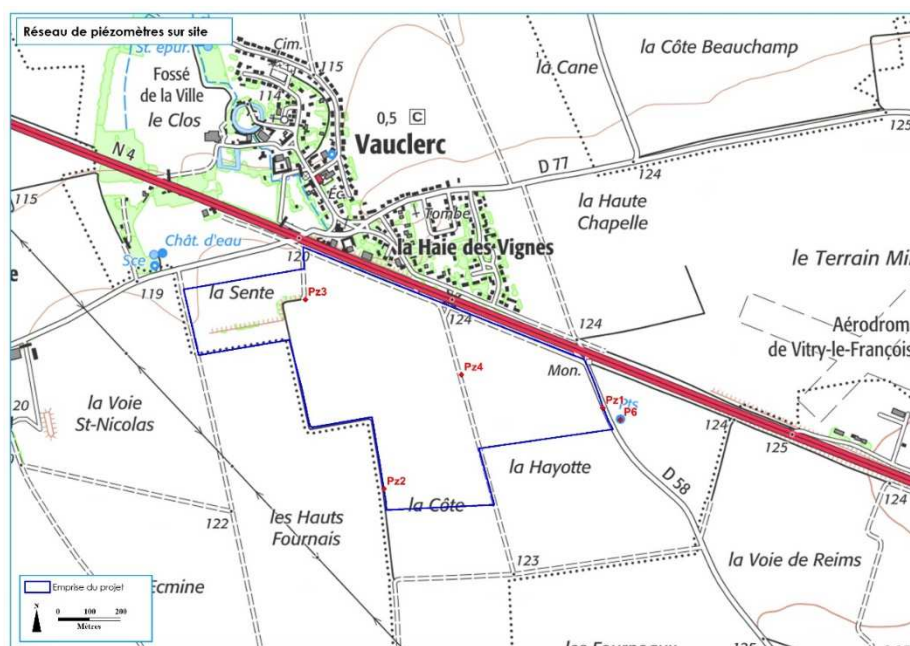 Réseau de piézomètres sur site
St. épur.
Cim.
115
la Côte Beauchamp
la Cane
Fossé
de la Ville
le Clos
114
0,5 C
125
N 4
Vauclerc
Éc.
D 77
124
115
Tombe
la Haute
Chapelle
la Haie des Vignes
Chât. d'eau
Sce
120
le Terrain Mi
119
la Sente
Pz3
124
124
Aérodrom
de Vitry-le-François
Pz4
Mon.
20
la Voie
St-Nicolas
Pz1
Pts
P6
124
125
la Hayotte
Pz2
la Côte
D 58
124
122
les Hauts
Fournais
123
la Voie de Reims
Emprise du projet
Ecmine
N
0 100 200
Mètres
125